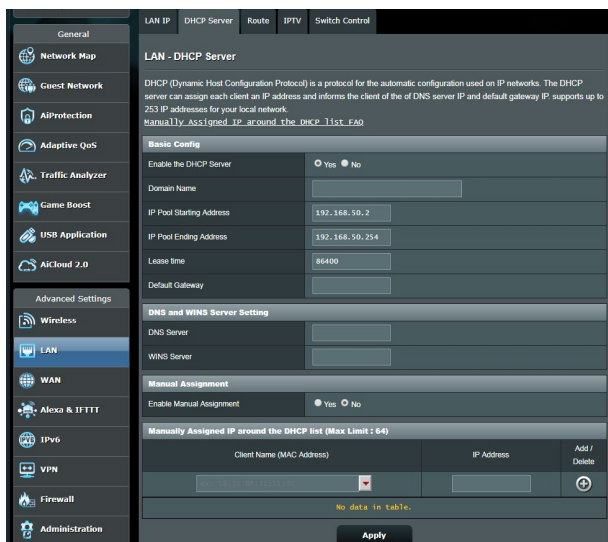 General
Network Map
Guest Network
AiProtection
Adaptive QoS
Traffic Analyzer
Game Boost
USB Application
AiCloud 2.0
Advanced Settings
Wireless
LAN
WAN
Alexa & IFTTT
IPv6
VPN
Firewall
Administration
LAN IP DHCP Server Route IPTV Switch Control
LAN - DHCP Server
DHCP (Dynamic Host Configuration Protocol) is a protocol for the automatic configuration used on IP networks. The DHCP
server can assign each client an IP address and informs the client of the of DNS server IP and default gateway IP. supports up to
253 IP addresses for your local network.
Manually Assigned IP around the DHCP list FAQ
Basic Config
Enable the DHCP Server Yes No
Domain Name
IP Pool Starting Address 192.168.50.2
IP Pool Ending Address 192.168.50.254
Lease time 86400
Default Gateway
DNS and WINS Server Setting
DNS Server
WINS Server
Manual Assignment
Enable Manual Assignment Yes No
Manually Assigned IP around the DHCP list (Max Limit : 64)
Client Name (MAC Address) IP Address Add /
Delete
No data in table.
Apply